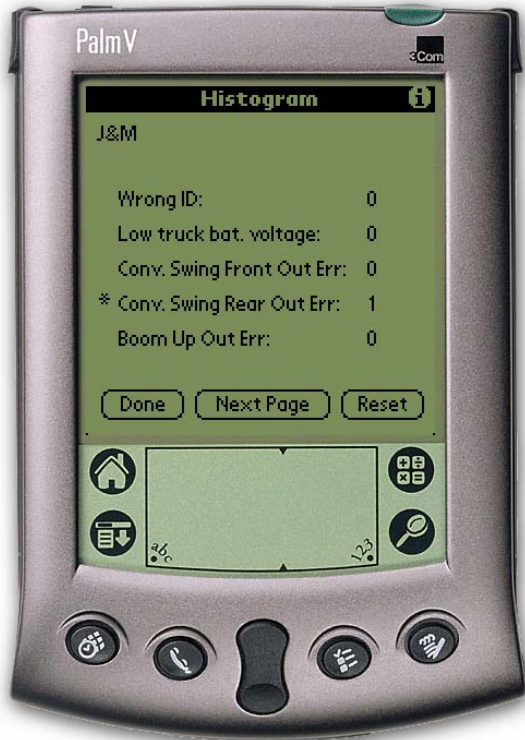 Palm V
3Com
Histogram i
J&M
Wrong ID: 0
Low truck bat. voltage: 0
Conv. Swing Front Out Err: 0
* Conv. Swing Rear Out Err: 1
Boom Up Out Err: 0
Done Next Page Reset
abc 123